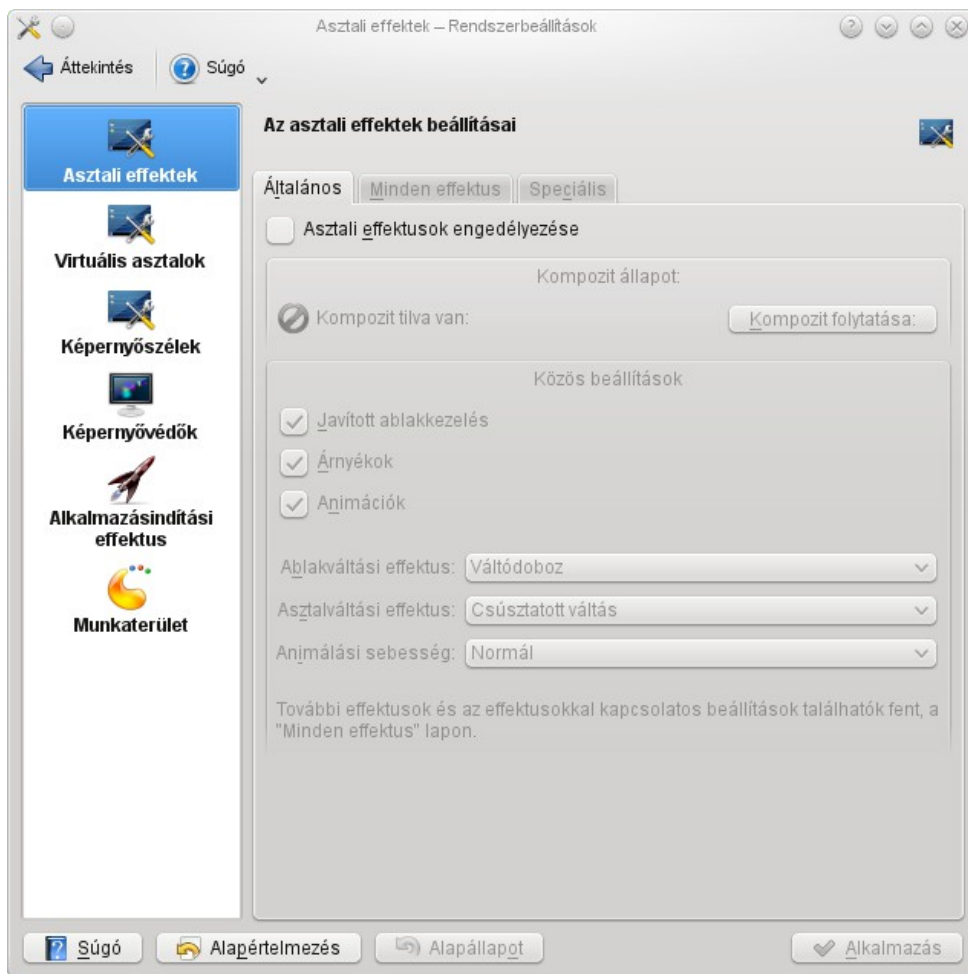 Asztali effektek – Rendszerbeállítások
Áttekintés
Súgó
Asztali effektek
Virtuális asztalok
Képernyőszélek
Képernyővédők
Alkalmazásindítási
effektus
Munkaterület
Az asztali effektek beállításai
Általános
Minden effektus
Speciális
Asztali effektusok engedélyezése
Kompozit állapot:
Kompozit tilva van:
Kompozit folytatása:
Közös beállítások
Javított ablakkezelés
Árnyékok
Animációk
Ablakváltási effektus: Váltódoboz
Asztalváltási effektus: Csúsztatott váltás
Animálási sebesség: Normál
További effektusok és az effektusokkal kapcsolatos beállítások találhatók fent, a
"Minden effektus" lapon.
Súgó
Alapértelmezés
Alapállapot
Alkalmazás